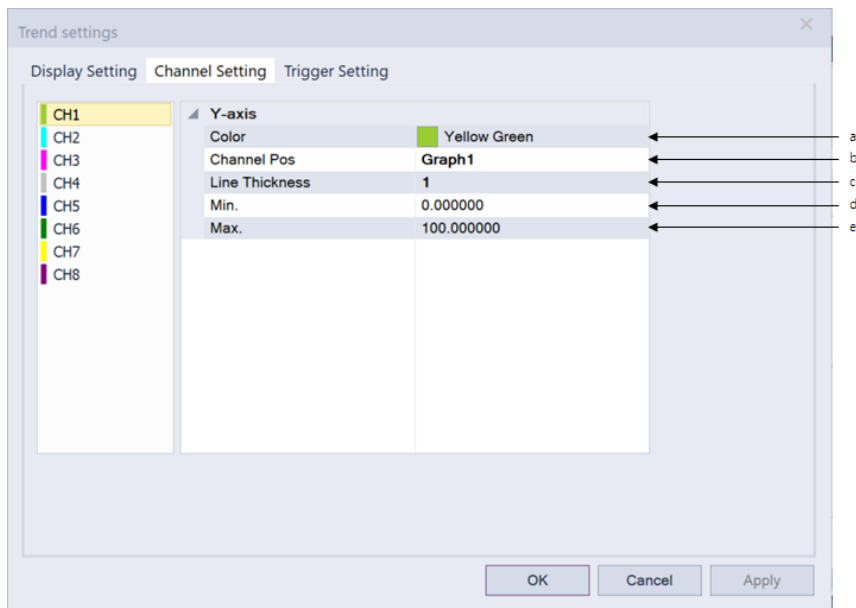 Trend settings
Display Setting Channel Setting Trigger Setting
CH1
CH2
CH3
CH4
CH5
CH6
CH7
CH8
Y-axis
Color Yellow Green a
Channel Pos Graph1 b
Line Thickness 1 c
Min. 0.000000 d
Max. 100.000000 e
OK Cancel Apply